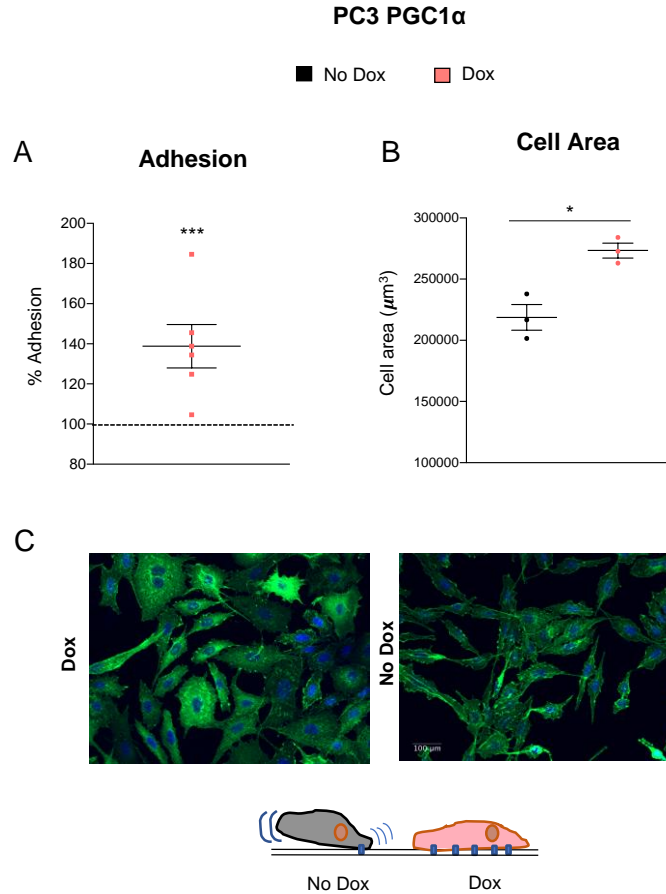 PC3 PGC1α
No Dox
Dox
A
Adhesion
% Adhesion
200
180
160
140
120
100
80
***
B
Cell Area
Cell area (μm³)
300000
250000
200000
150000
100000
*
C
Dox
No Dox
100 μm
No Dox
Dox